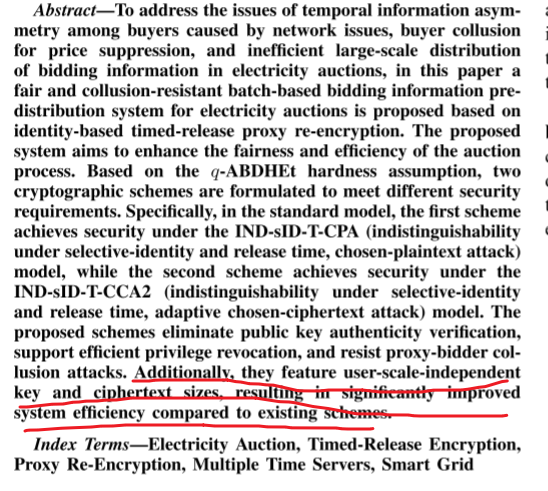 Abstract—To address the issues of temporal information asym-
metry among buyers caused by network issues, buyer collusion
for price suppression, and inefficient large-scale distribution
of bidding information in electricity auctions, in this paper a
fair and collusion-resistant batch-based bidding information pre-
distribution system for electricity auctions is proposed based on
identity-based timed-release proxy re-encryption. The proposed
system aims to enhance the fairness and efficiency of the auction
process. Based on the q-ABDHEt hardness assumption, two
cryptographic schemes are formulated to meet different security
requirements. Specifically, in the standard model, the first scheme
achieves security under the IND-sID-T-CPA (indistinguishability
under selective-identity and release time, chosen-plaintext attack)
model, while the second scheme achieves security under the
IND-sID-T-CCA2 (indistinguishability under selective-identity
and release time, adaptive chosen-ciphertext attack) model. The
proposed schemes eliminate public key authenticity verification,
support efficient privilege revocation, and resist proxy-bidder col-
lusion attacks. Additionally, they feature user-scale-independent
key and ciphertext sizes, resulting in significantly improved
system efficiency compared to existing schemes.
Index Terms—Electricity Auction, Timed-Release Encryption,
Proxy Re-Encryption, Multiple Time Servers, Smart Grid